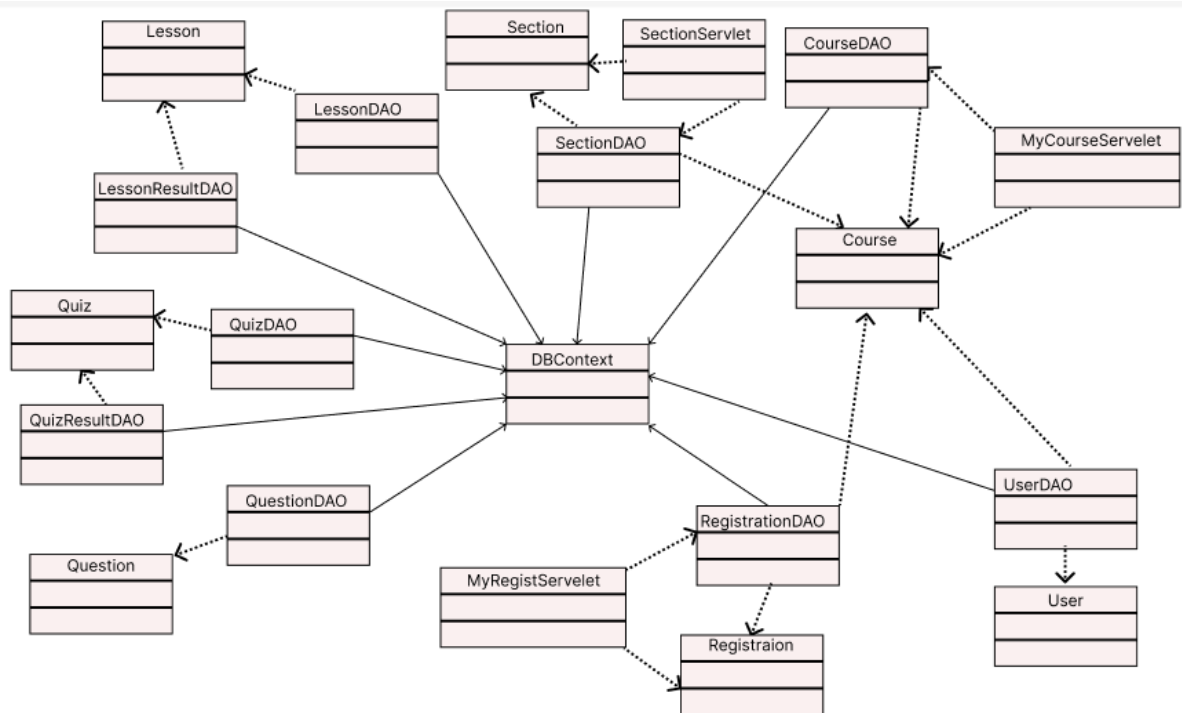 Lesson
Section
SectionServlet
CourseDAO
LessonDAO
SectionDAO
MyCourseServelet
LessonResultDAO
Course
Quiz
QuizDAO
DBContext
QuizResultDAO
QuestionDAO
UserDAO
RegistrationDAO
Question
MyRegistServelet
User
Registraion